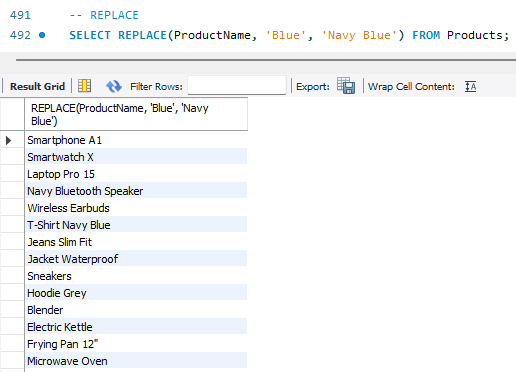 491 -- REPLACE
492 SELECT REPLACE(ProductName, 'Blue', 'Navy Blue') FROM Products;
Result Grid Filter Rows: Export: Wrap Cell Content:
REPLACE(ProductName, 'Blue', 'Navy
Blue')
Smartphone A1
Smartwatch X
Laptop Pro 15
Navy Bluetooth Speaker
Wireless Earbuds
T-Shirt Navy Blue
Jeans Slim Fit
Jacket Waterproof
Sneakers
Hoodie Grey
Blender
Electric Kettle
Frying Pan 12"
Microwave Oven